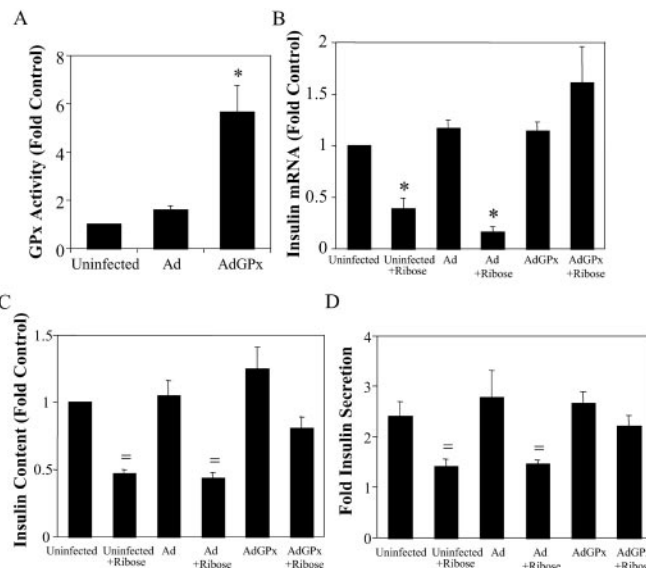 A
GPx Activity (Fold Control)
8
6
4
2
0
*
Uninfected Ad AdGPx
B
Insulin mRNA (Fold Control)
2
1.5
1
0.5
0
*
*
Uninfected Uninfected +Ribose Ad Ad +Ribose AdGPx AdGPx +Ribose
C
Insulin Content (Fold Control)
1.5
1
0.5
0
=
=
Uninfected Uninfected +Ribose Ad Ad +Ribose AdGPx AdGPx +Ribose
D
Fold Insulin Secretion
4
3
2
1
0
=
=
Uninfected Uninfected +Ribose Ad Ad +Ribose AdGPx AdGP +Ribose